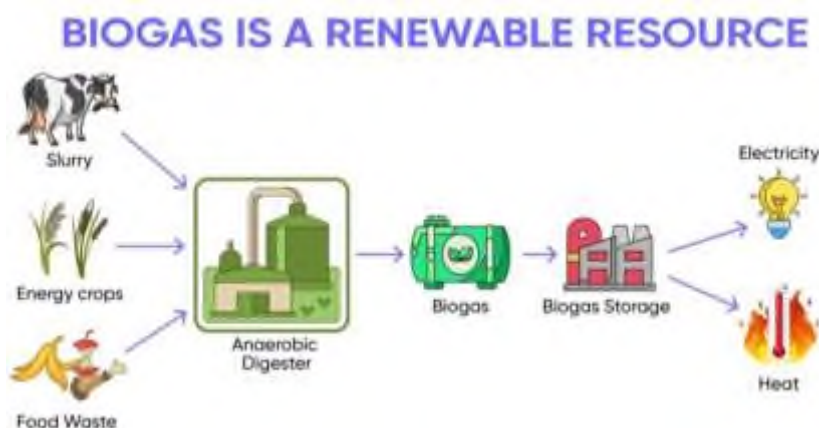 BIOGAS IS A RENEWABLE RESOURCE
Slurry
Energy crops
Food Waste
Anaerobic
Digester
Biogas
Biogas Storage
Electricity
Heat